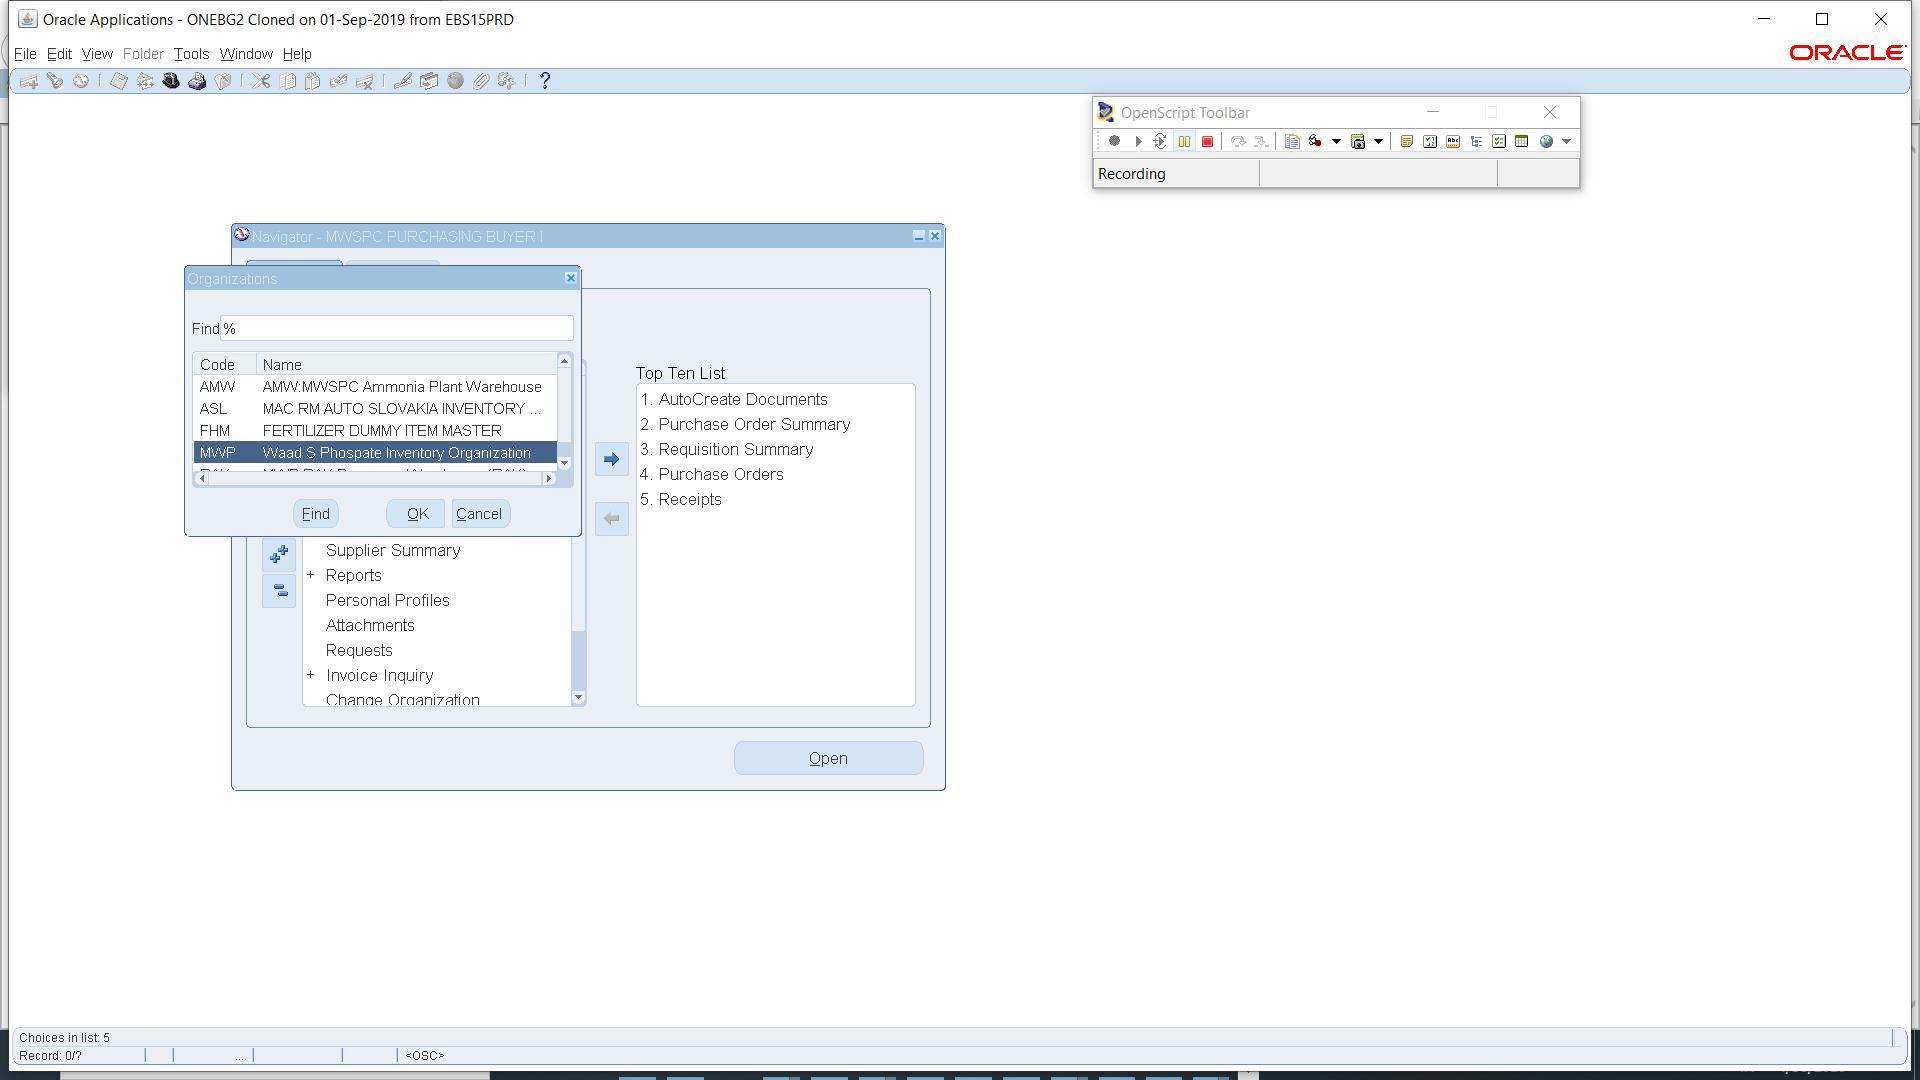 Oracle Applications - ONEBG2 Cloned on 01-Sep-2019 from EBS15PRD
File Edit View Folder Tools Window Help
ORACLE
?
OpenScript Toolbar
Recording
Navigator - MWSPC PURCHASING BUYER I
Organizations
Find %
Code Name
AMW AMW:MWSPC Ammonia Plant Warehouse
ASL MAC RM AUTO SLOVAKIA INVENTORY ...
FHM FERTILIZER DUMMY ITEM MASTER
MWP Waad S Phospate Inventory Organization
Find OK Cancel
Supplier Summary
+ Reports
Personal Profiles
Attachments
Requests
+ Invoice Inquiry
Change Organization
Top Ten List
1. AutoCreate Documents
2. Purchase Order Summary
3. Requisition Summary
4. Purchase Orders
5. Receipts
Open
Choices in list: 5
Record: 0/? ... <OSC>